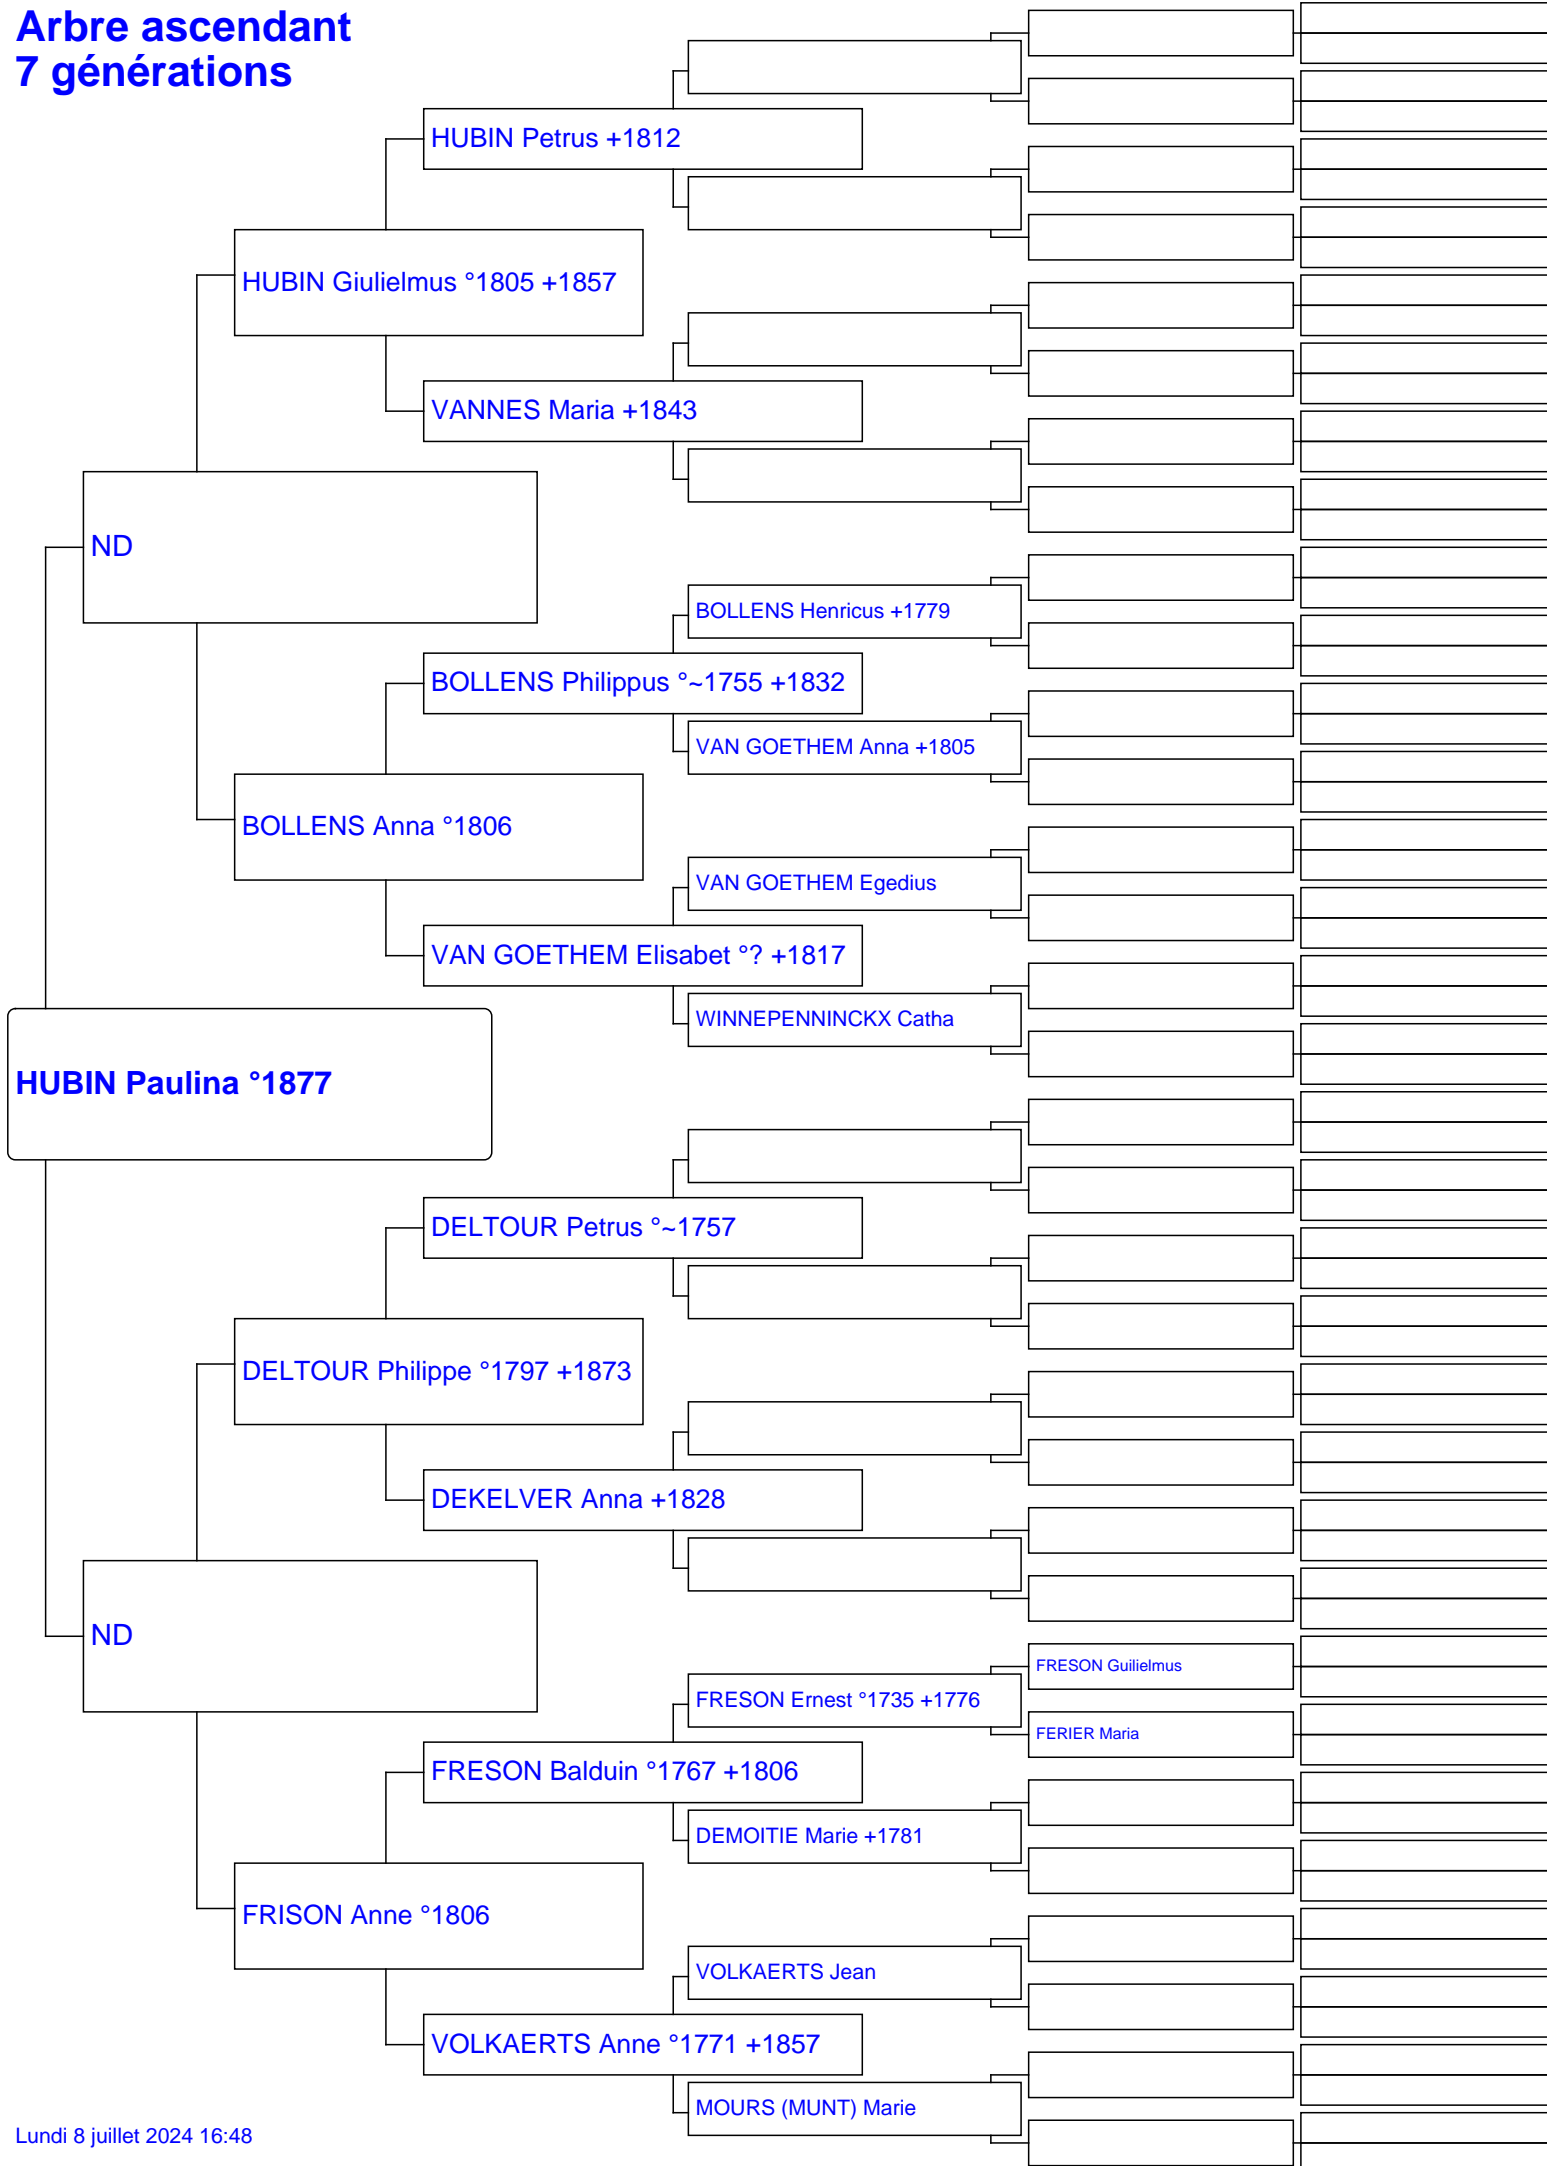 Arbre ascendant
7 générations
HUBIN Petrus +1812
HUBIN Giulielmus °1805 +1857
VANNES Maria +1843
ND
BOLLENS Henricus +1779
BOLLENS Philippus °~1755 +1832
VAN GOETHEM Anna +1805
BOLLENS Anna °1806
VAN GOETHEM Egedius
VAN GOETHEM Elisabet °? +1817
WINNEPENNINCKX Catha
HUBIN Paulina °1877
DELTOUR Petrus °~1757
DELTOUR Philippe °1797 +1873
DEKELVER Anna +1828
ND
FRESON Guilielmus
FRESON Ernest °1735 +1776
FERIER Maria
FRESON Balduin °1767 +1806
DEMOITIE Marie +1781
FRISON Anne °1806
VOLKAERTS Jean
VOLKAERTS Anne °1771 +1857
MOURS (MUNT) Marie
Lundi 8 juillet 2024 16:48